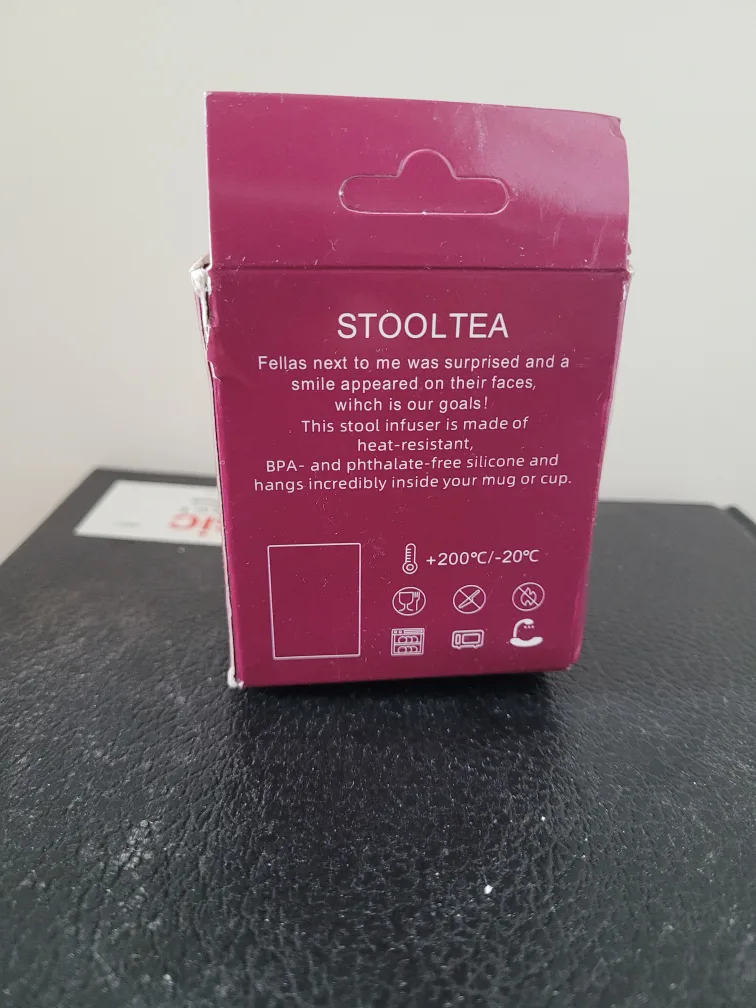 STOOLTEA
Fellas next to me was surprised and a
smile appeared on their faces,
wihch is our goals!
This stool infuser is made of
heat-resistant,
BPA- and phthalate-free silicone and
hangs incredibly inside your mug or cup.
+200℃/-20℃